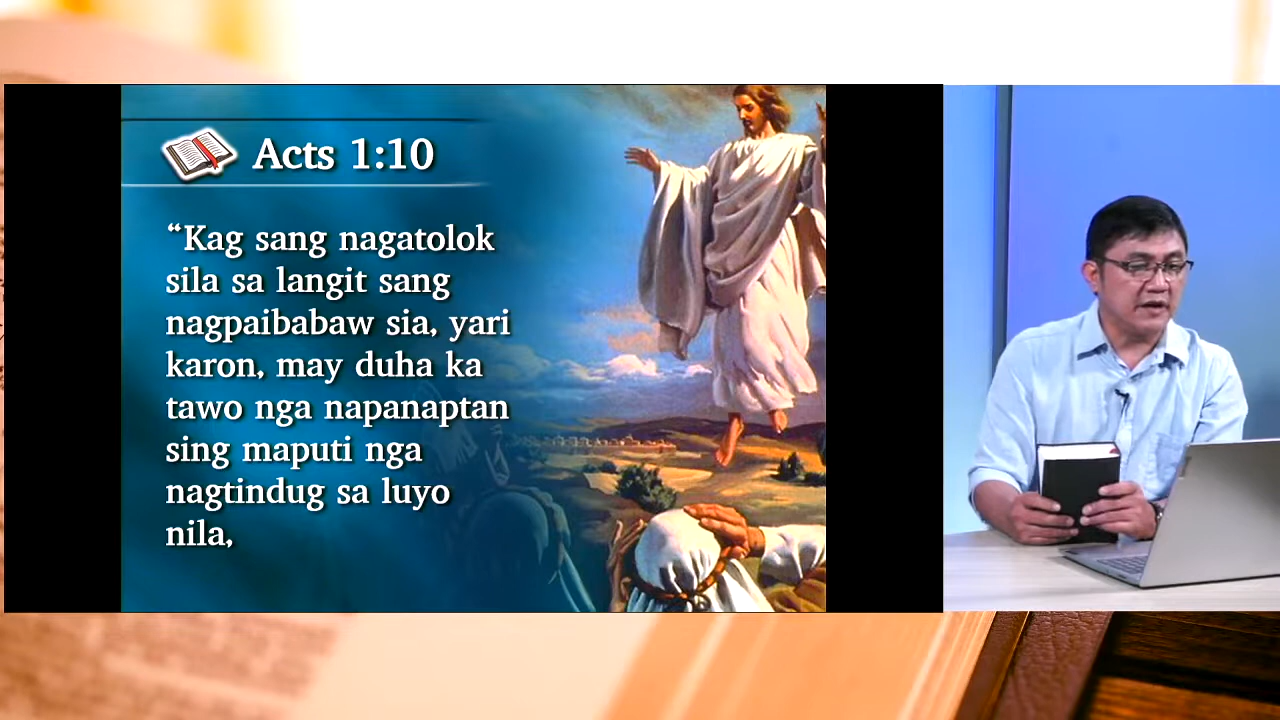 Acts 1:10
“Kag sang nagatolok
sila sa langit sang
nagpaibabaw sia, yari
karon, may duha ka
tawo nga napanaptan
sing maputi nga
nagtindug sa luyo
nila,